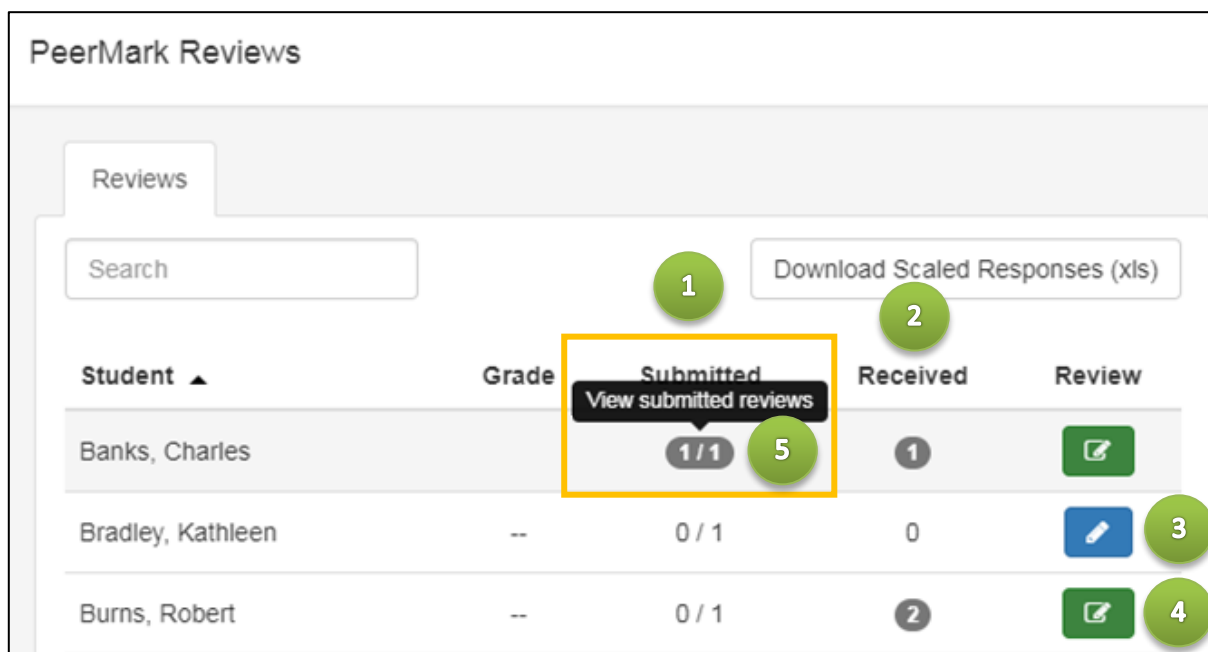 PeerMark Reviews
Reviews
Search
Download Scaled Responses (xls)
1
2
Student Grade Submitted Received Review
View submitted reviews
Banks, Charles 1 / 1 5 1
Bradley, Kathleen -- 0 / 1 0 3
Burns, Robert -- 0 / 1 2 4